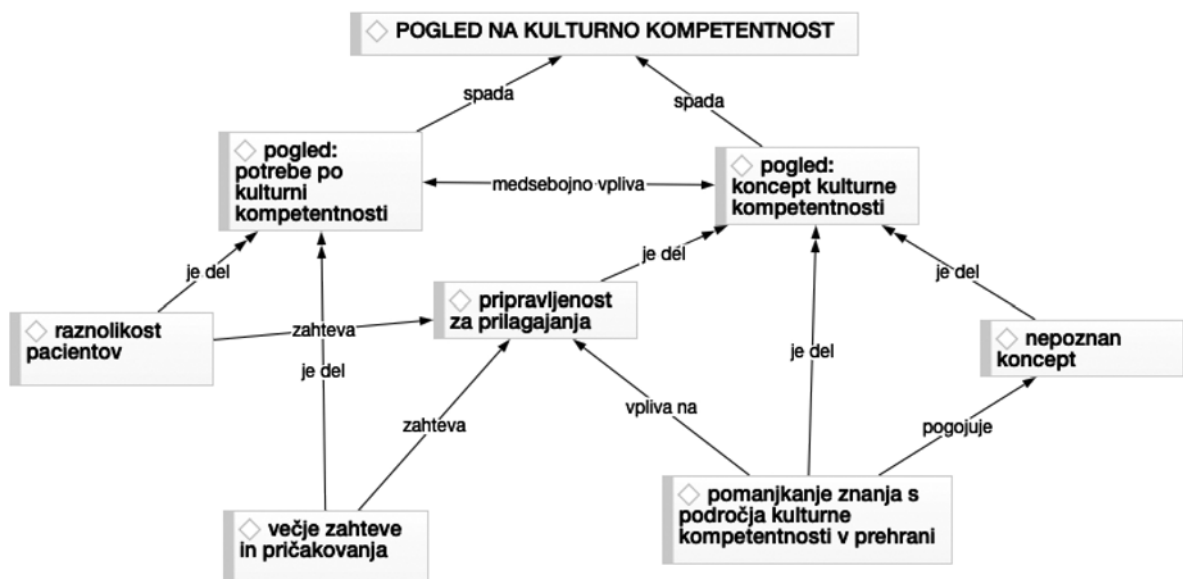 POGLED NA KULTURNO KOMPETENTNOST
spada
spada
pogled:
potrebe po
kulturni
kompetentnosti
medsebojno vpliva
pogled:
koncept kulturne
kompetentnosti
je del
je del
je del
raznolikost
pacientov
zahteva
pripravljenost
za prilagajanja
nepoznan
koncept
je del
je del
zahteva
vpliva na
pogojuje
večje zahteve
in pričakovanja
pomanjkanje znanja s
področja kulturne
kompetentnosti v prehrani